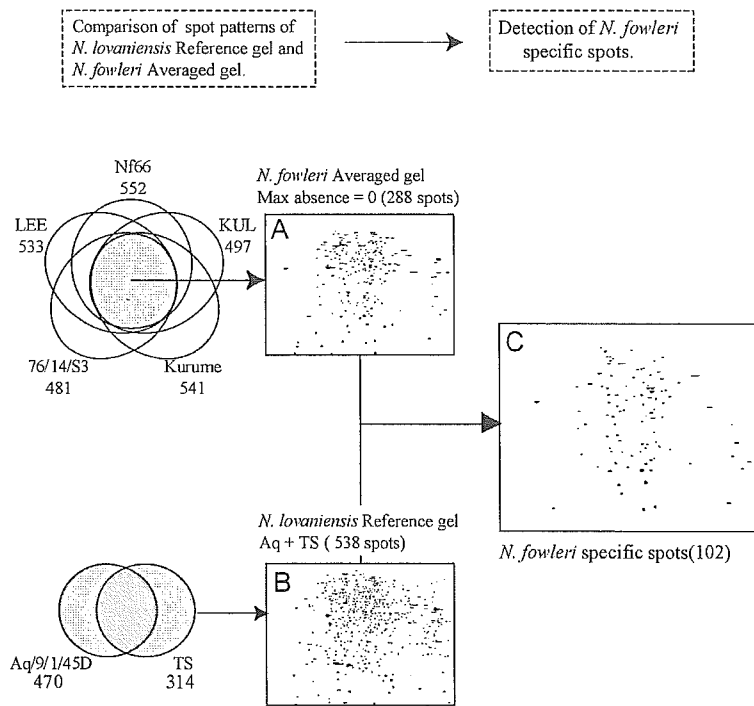 Comparison of spot patterns of
N. lovaniensis Reference gel and
N. fowleri Averaged gel.
Detection of N. fowleri
specific spots.
Nf66
552
LEE
533
KUL
497
76/14/S3
481
Kurume
541
N. fowleri Averaged gel
Max absence = 0 (288 spots)
A
C
N. fowleri specific spots(102)
N. lovaniensis Reference gel
Aq + TS ( 538 spots)
B
Aq/9/1/45D
470
TS
314